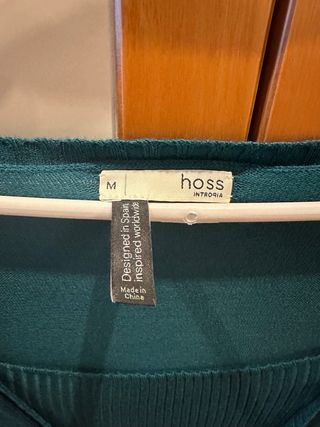 M
hoss
INTROPIA
Designed in Spain
inspired worldwide
Made in
China